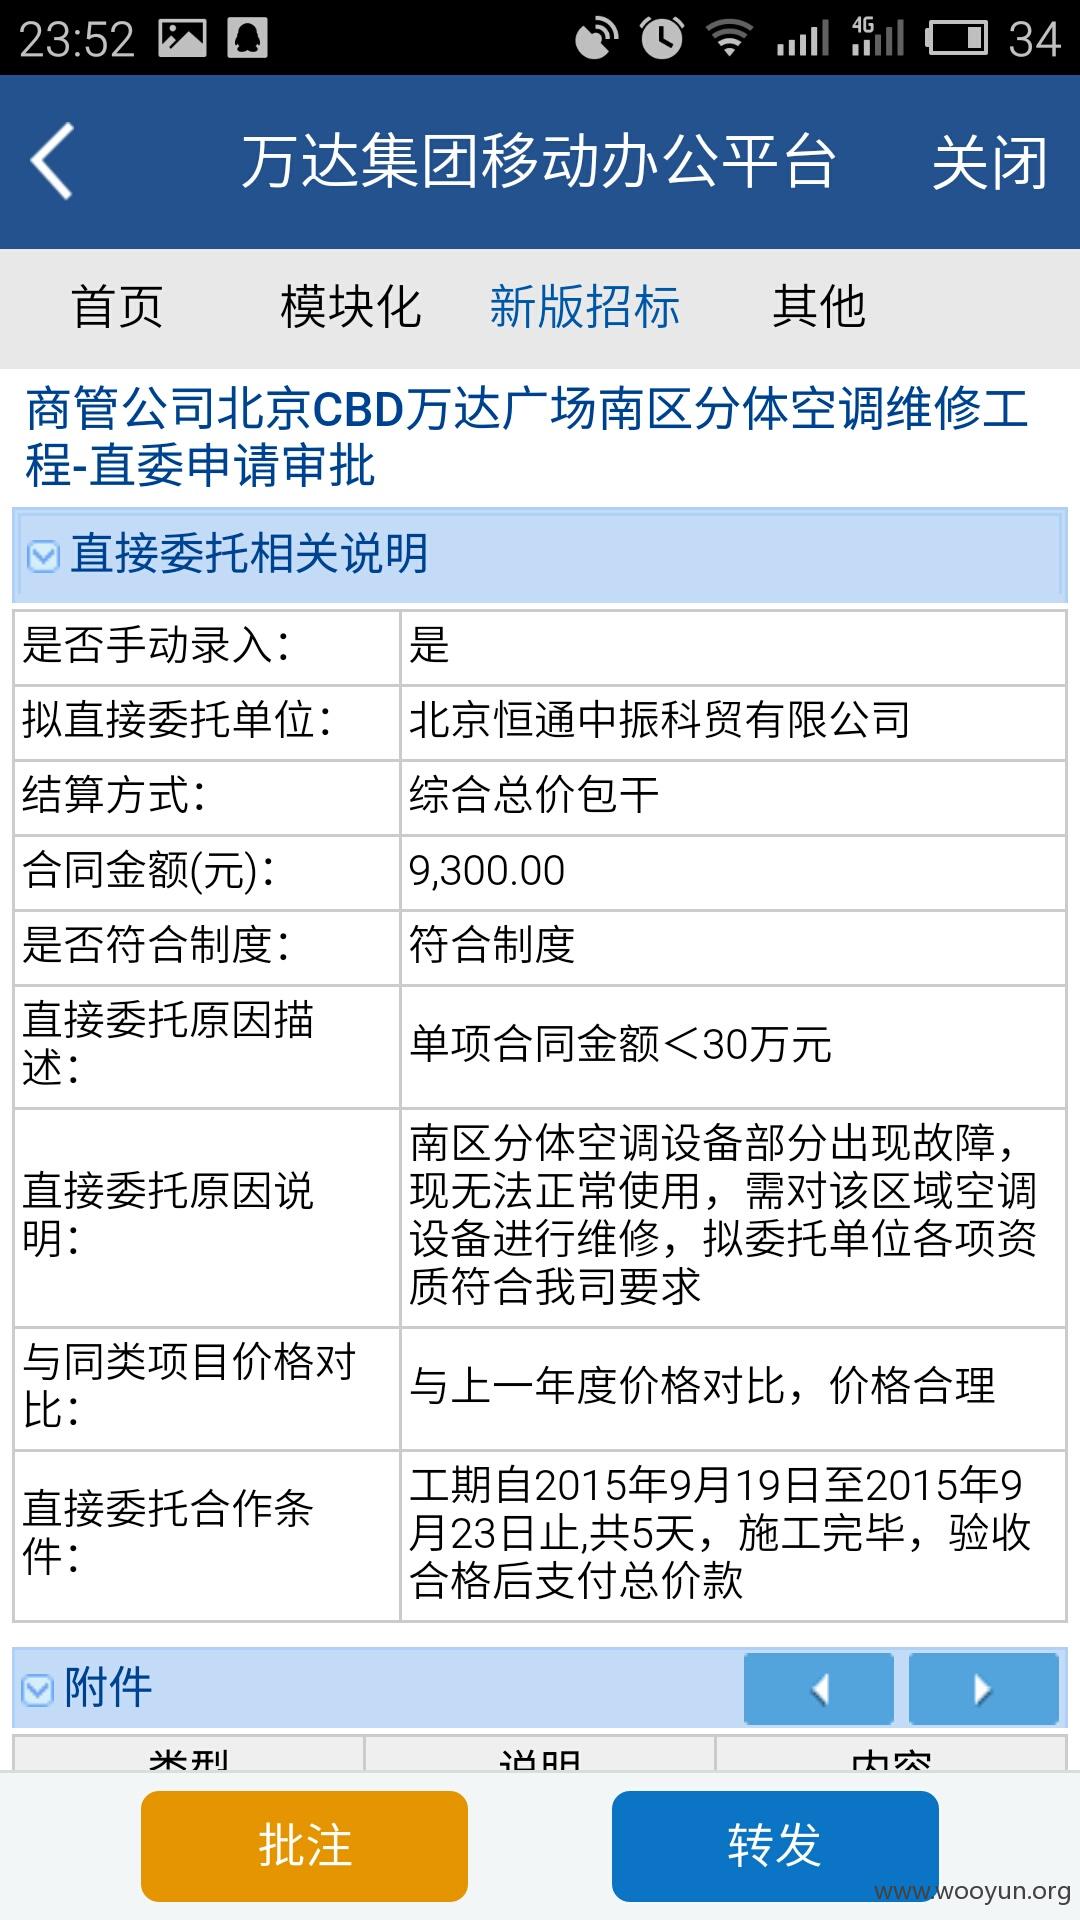 23:52 4G 34
万达集团移动办公平台 关闭
首页 模块化 新版招标 其他
商管公司北京CBD万达广场南区分体空调维修工
程-直委申请审批
直接委托相关说明
是否手动录入： 是
拟直接委托单位： 北京恒通中振科贸有限公司
结算方式： 综合总价包干
合同金额(元)： 9,300.00
是否符合制度： 符合制度
直接委托原因描
述：
单项合同金额＜30万元
直接委托原因说
明：
南区分体空调设备部分出现故障，
现无法正常使用，需对该区域空调
设备进行维修，拟委托单位各项资
质符合我司要求
与同类项目价格对
比：
与上一年度价格对比，价格合理
直接委托合作条
件：
工期自2015年9月19日至2015年9
月23日止,共5天，施工完毕，验收
合格后支付总价款
附件
类型 说明 内容
批注 转发
www.wooyun.org